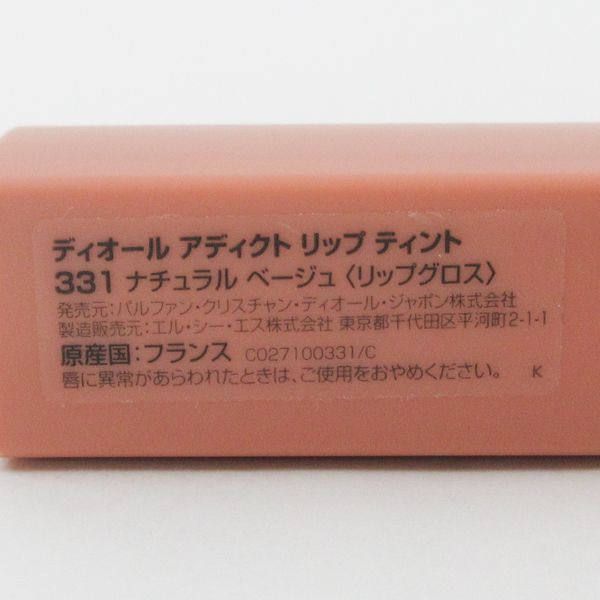 ディオール アディクト リップ ティント
331 ナチュラル ベージュ〈リップグロス〉
発売元:パルファン・クリスチャン・ディオール・ジャポン株式会社
製造販売元:エル・シー・エス株式会社 東京都千代田区平河町2-1-1
原産国:フランス C027100331/C
唇に異常があらわれたときは、ご使用をおやめください。 K